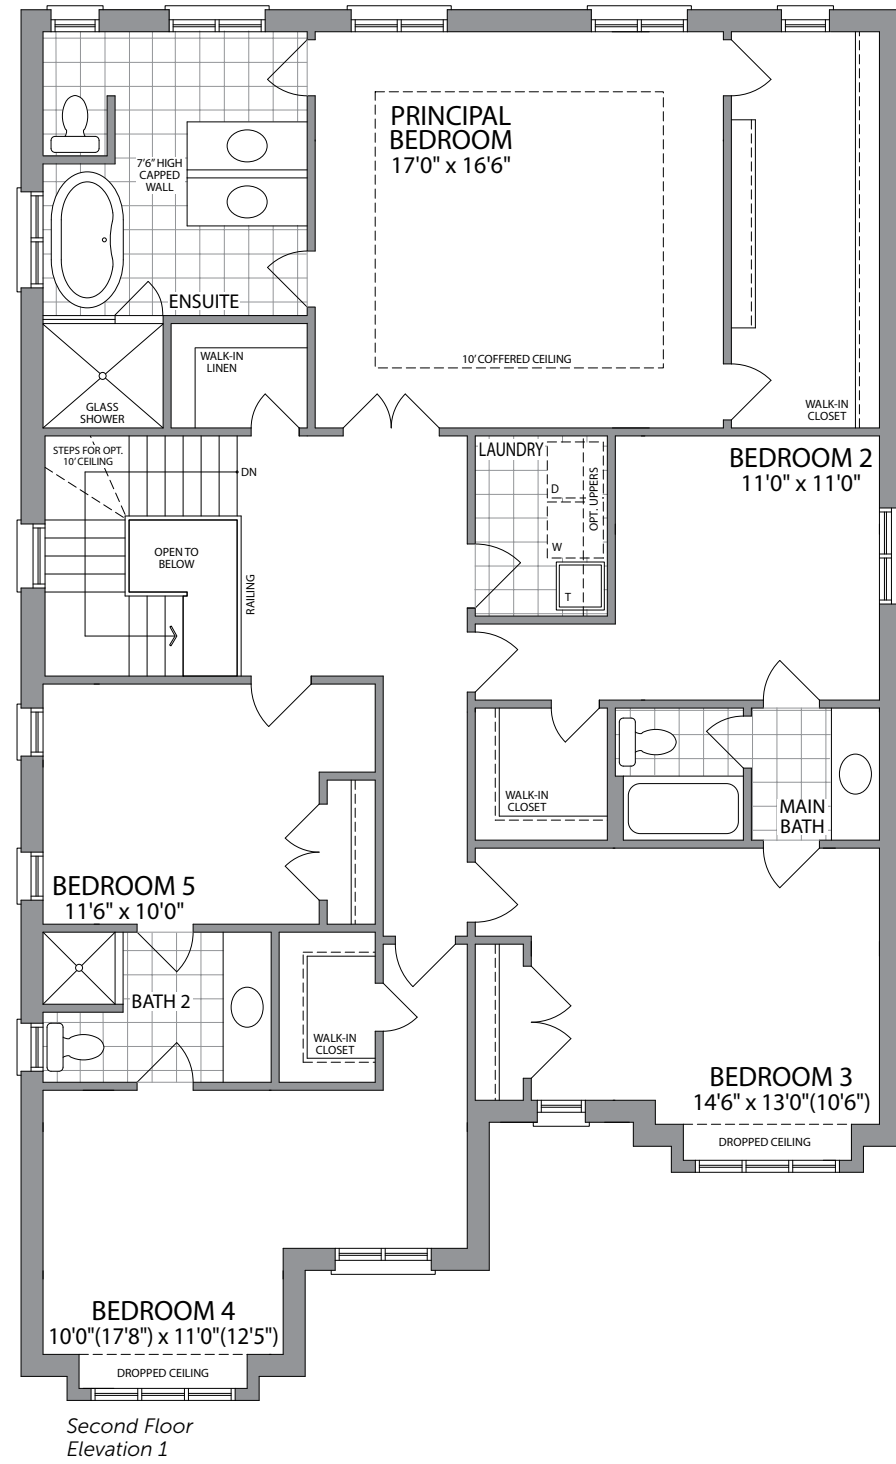 PRINCIPAL
BEDROOM
17'0" x 16'6"
7'6" HIGH
CAPPED
WALL
ENSUITE
WALK-IN
LINEN
10' COFFERED CEILING
GLASS
SHOWER
WALK-IN
CLOSET
STEPS FOR OPT.
10' CEILING
DN
LAUNDRY
D
OPT. UPPERS
W
T
BEDROOM 2
11'0" x 11'0"
OPEN TO
BELOW
RAILING
WALK-IN
CLOSET
MAIN
BATH
BEDROOM 5
11'6" x 10'0"
BATH 2
WALK-IN
CLOSET
BEDROOM 3
14'6" x 13'0"(10'6")
DROPPED CEILING
BEDROOM 4
10'0"(17'8") x 11'0"(12'5")
DROPPED CEILING
Second Floor
Elevation 1